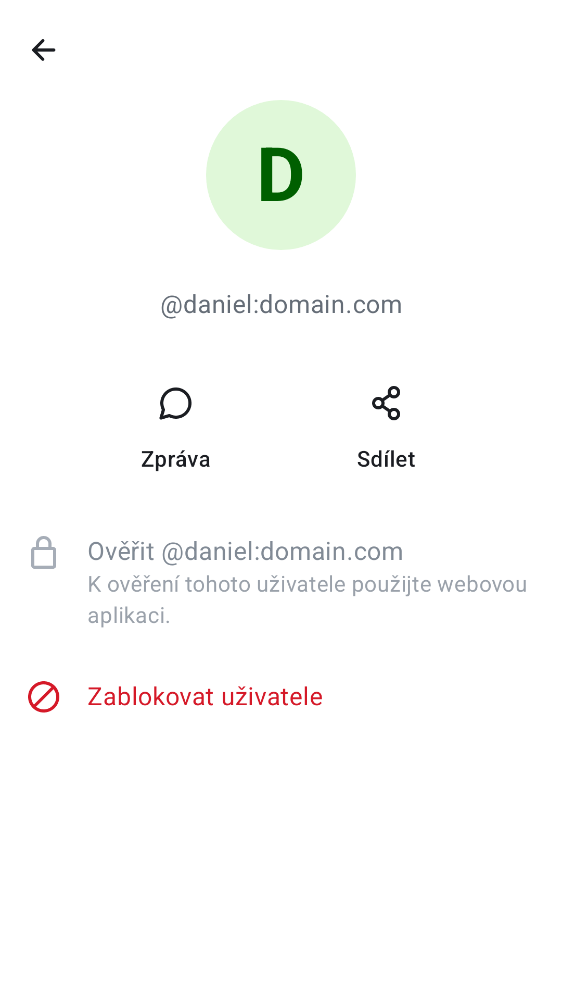 D
@daniel:domain.com
Zpráva
Sdílet
Ověřit @daniel:domain.com
K ověření tohoto uživatele použijte webovou
aplikaci.
Zablokovat uživatele